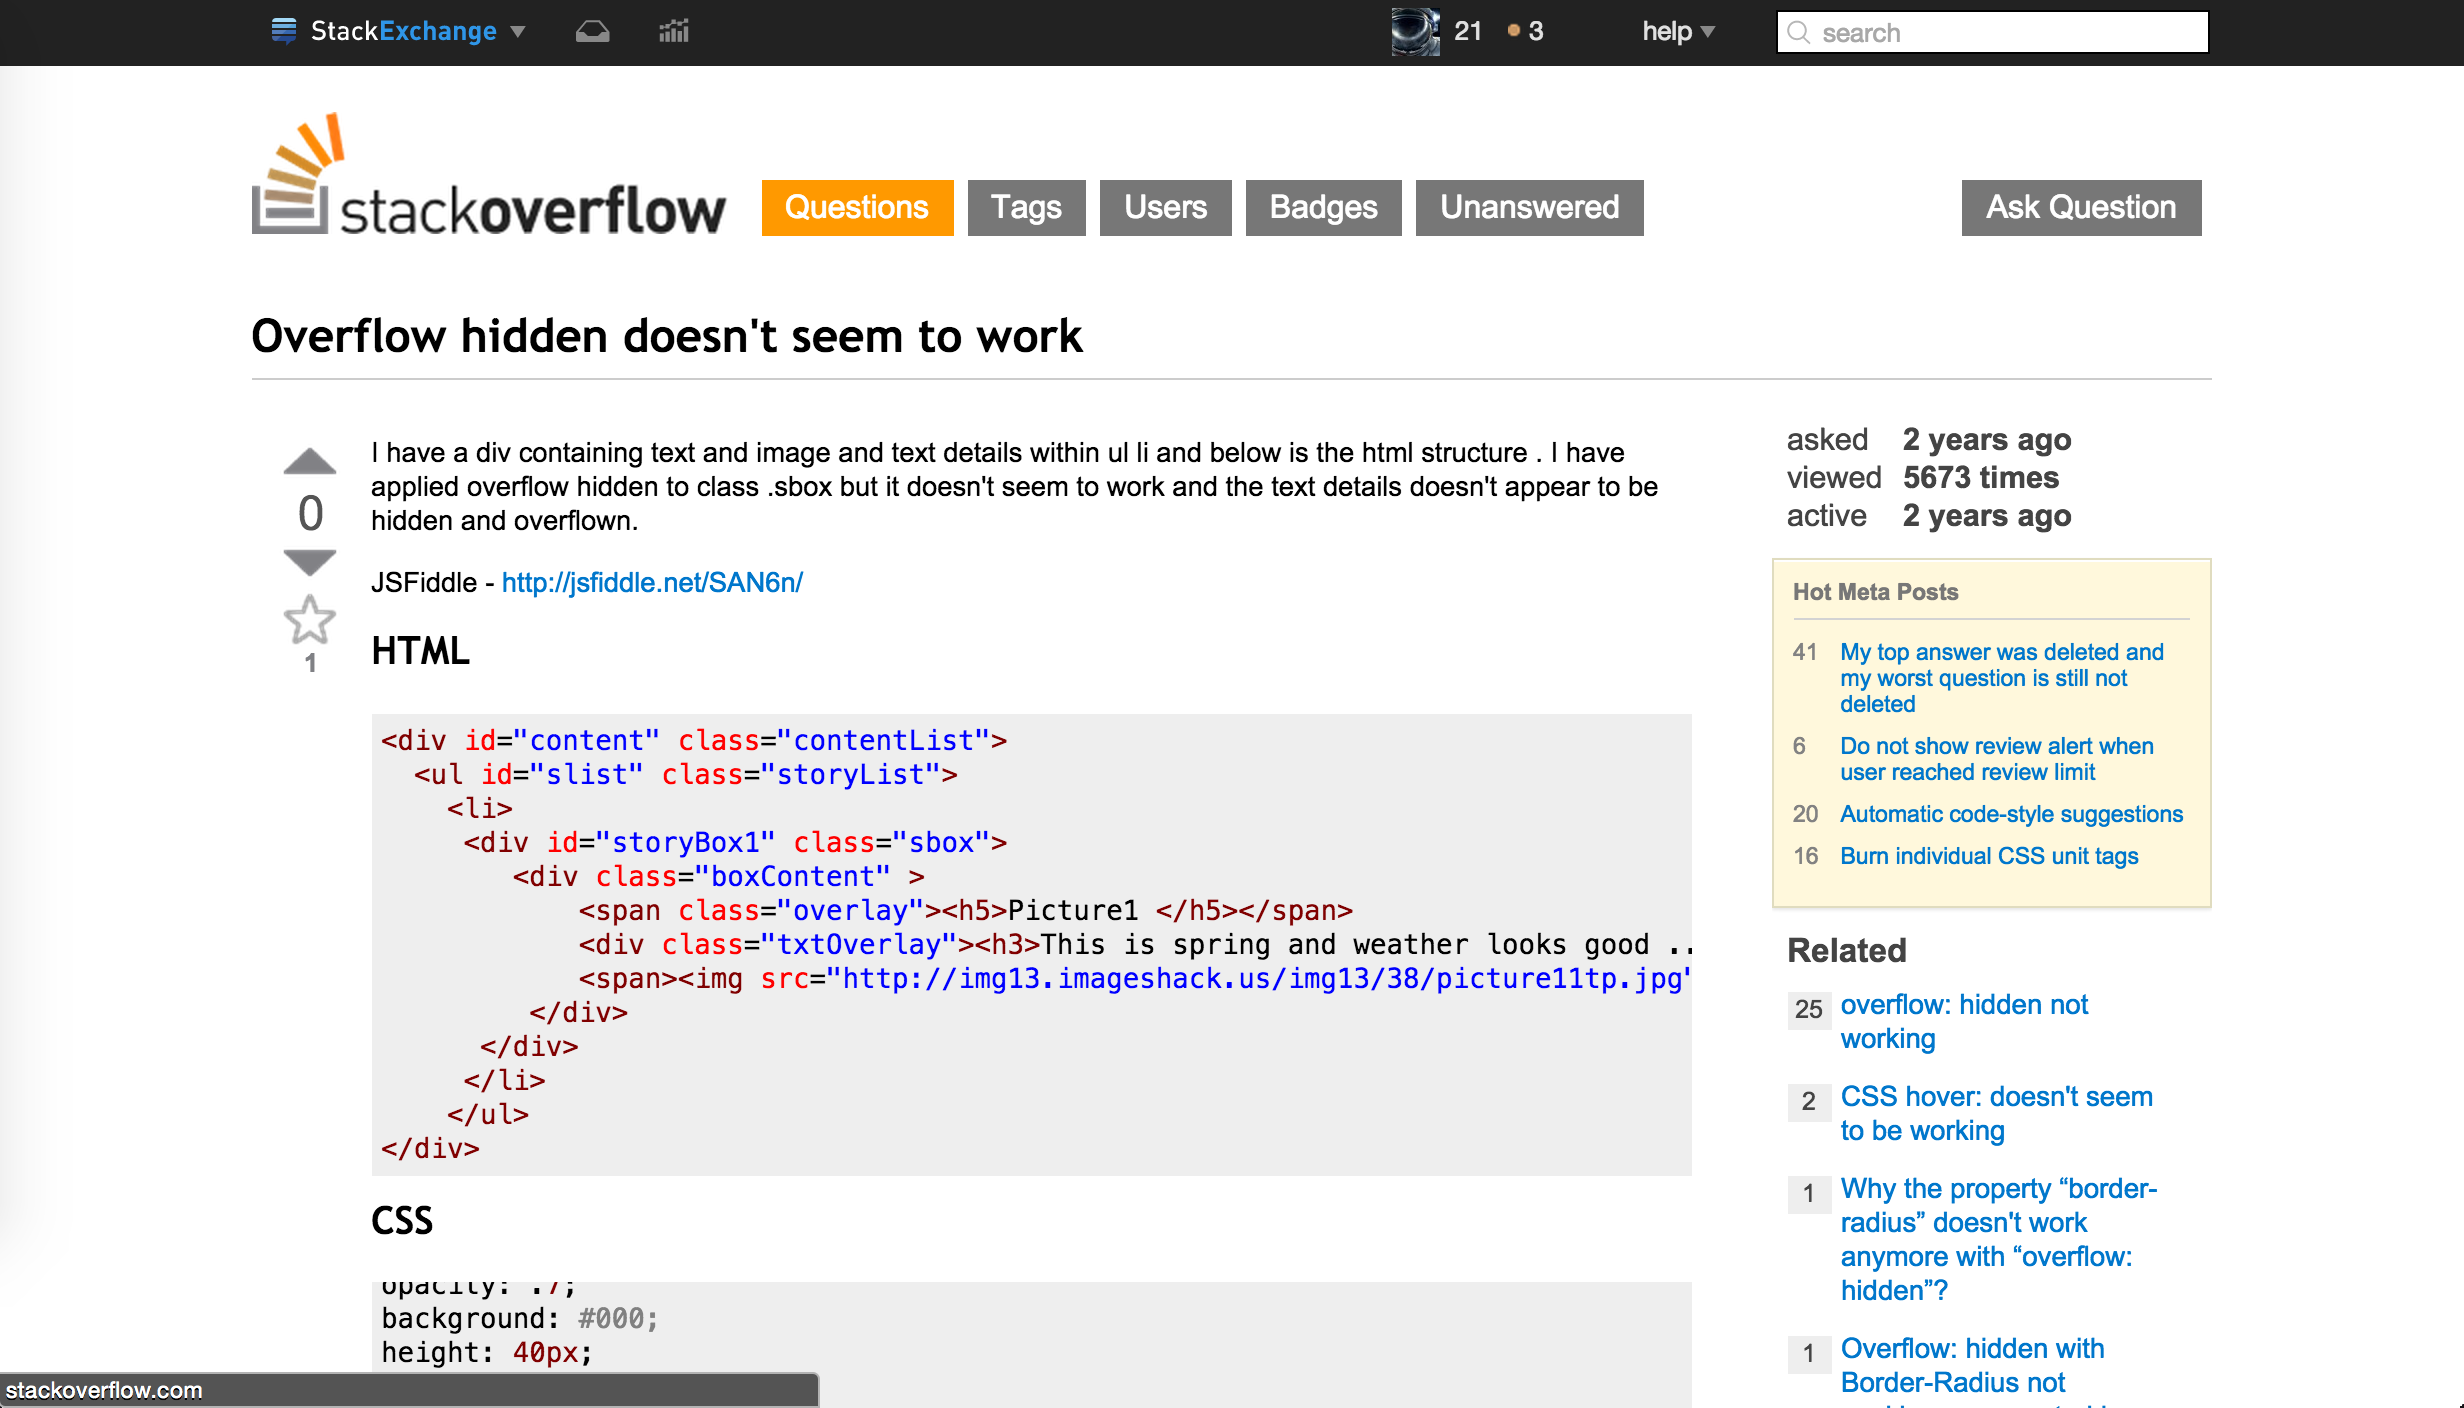 StackExchange
21
3
help
search
stackoverflow
Questions
Tags
Users
Badges
Unanswered
Ask Question
Overflow hidden doesn't seem to work
0
1
I have a div containing text and image and text details within ul li and below is the html structure . I have
applied overflow hidden to class .sbox but it doesn't seem to work and the text details doesn't appear to be
hidden and overflown.
JSFiddle - http://jsfiddle.net/SAN6n/
HTML
<div id="content" class="contentList">
  <ul id="slist" class="storyList">
    <li>
     <div id="storyBox1" class="sbox">
        <div class="boxContent" >
            <span class="overlay"><h5>Picture1 </h5></span>
            <div class="txtOverlay"><h3>This is spring and weather looks good ..
            <span><img src="http://img13.imageshack.us/img13/38/picture11tp.jpg"
         </div>
      </div>
     </li>
    </ul>
</div>
CSS
opacity: .7;
background: #000;
height: 40px;
asked 2 years ago
viewed 5673 times
active 2 years ago
Hot Meta Posts
41 My top answer was deleted and
my worst question is still not
deleted
6 Do not show review alert when
user reached review limit
20 Automatic code-style suggestions
16 Burn individual CSS unit tags
Related
25 overflow: hidden not
working
2 CSS hover: doesn't seem
to be working
1 Why the property “border-
radius” doesn't work
anymore with “overflow:
hidden”?
1 Overflow: hidden with
Border-Radius not
stackoverflow.com